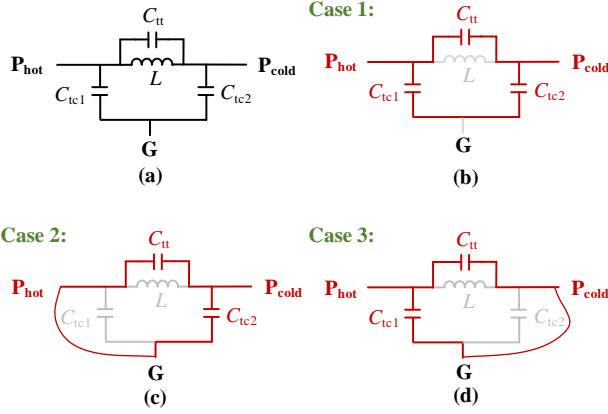 C_tt
P_hot
P_cold
C_tc1
L
C_tc2
G
(a)
Case 1:
C_tt
P_hot
P_cold
C_tc1
L
C_tc2
G
(b)
Case 2:
C_tt
P_hot
P_cold
C_tc1
L
C_tc2
G
(c)
Case 3:
C_tt
P_hot
P_cold
C_tc1
L
C_tc2
G
(d)